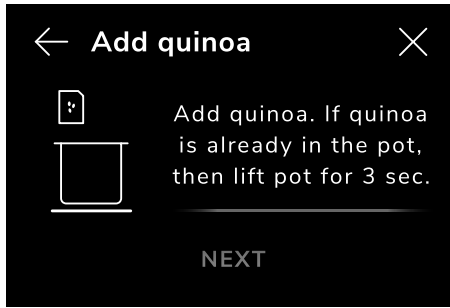 Add quinoa
Add quinoa. If quinoa
is already in the pot,
then lift pot for 3 sec.
NEXT